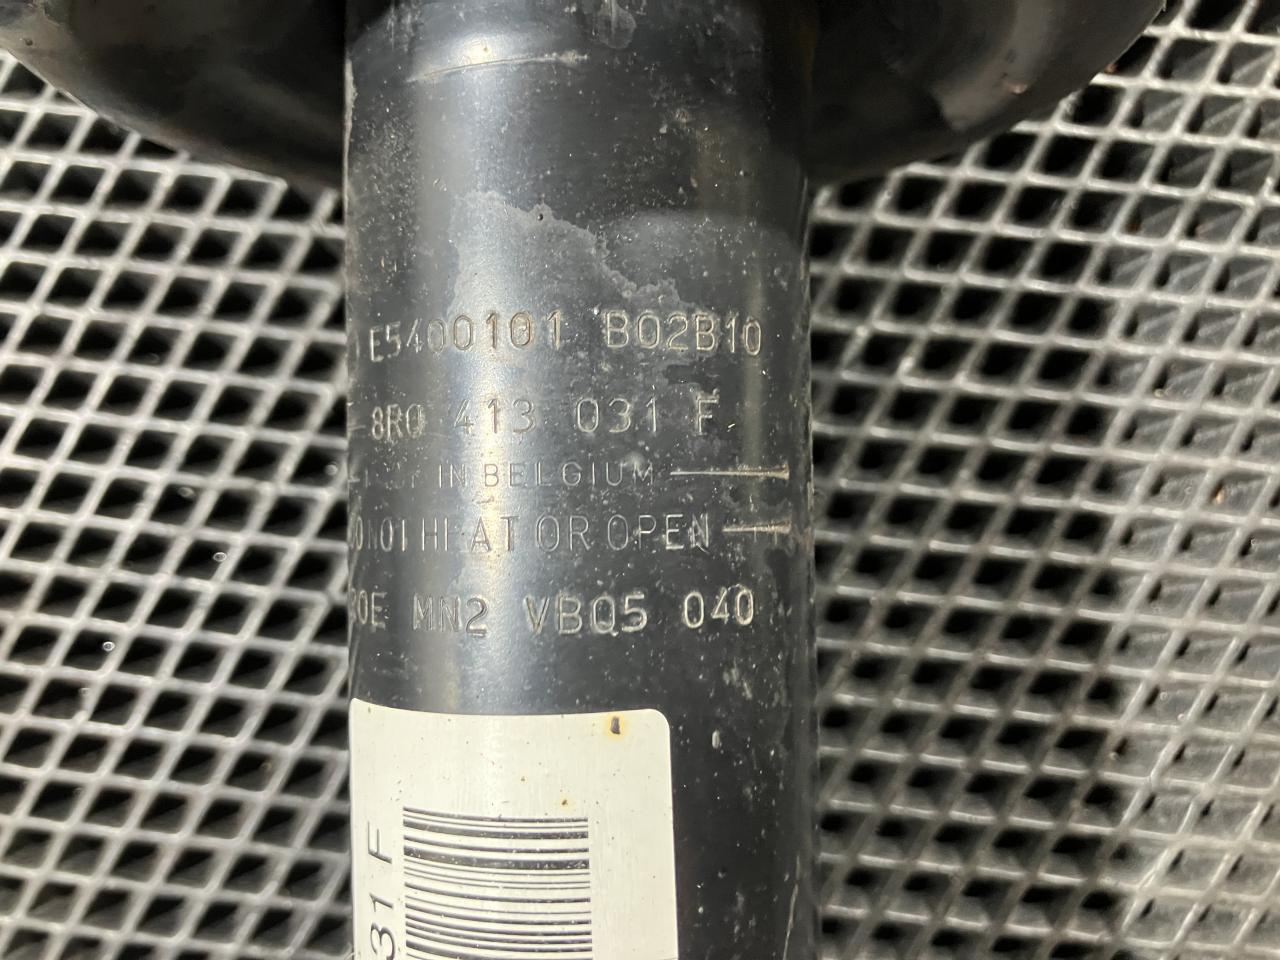 E5400101 B02B10
8R0 413 031 F
IN BELGIUM
HEAT OR OPEN
MN2 VBQ5 040
31 F